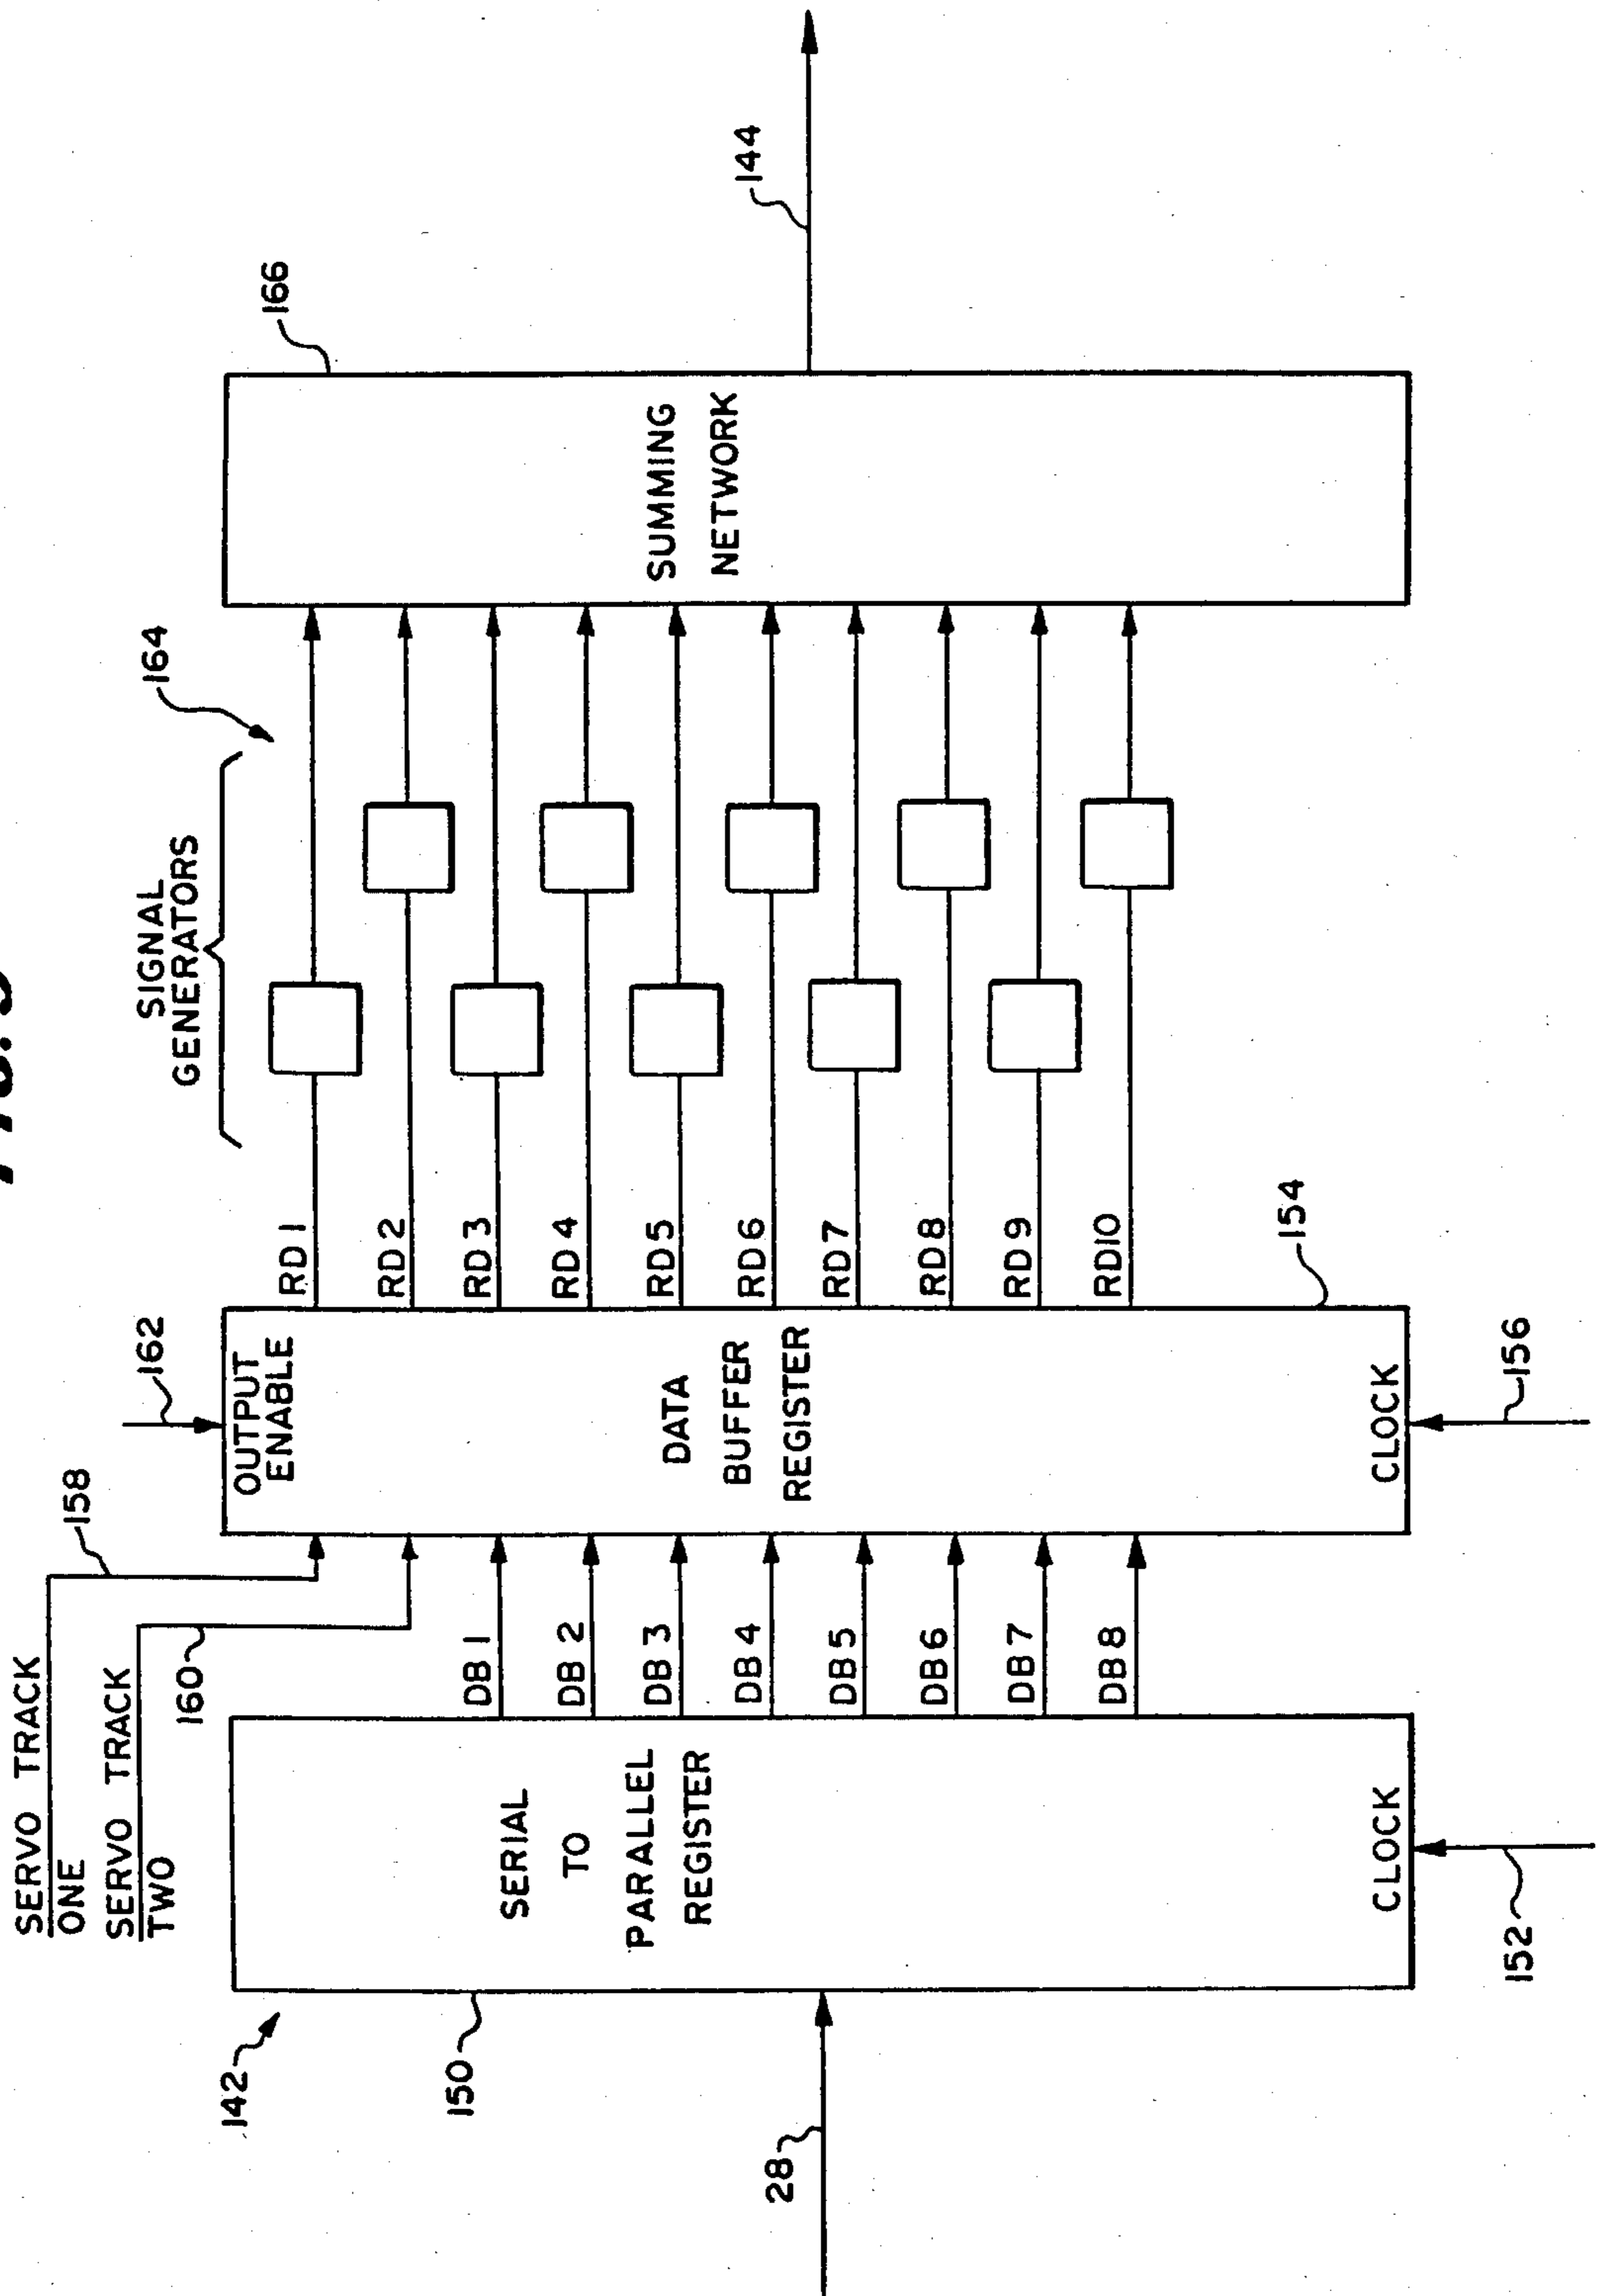 SERVO TRACK
ONE
SERVO TRACK
TWO
158
160
162
SIGNAL
GENERATORS
164
166
142
150
SERIAL
TO
PARALLEL
REGISTER
CLOCK
152
28
DB 1
DB 2
DB 3
DB 4
DB 5
DB 6
DB 7
DB 8
OUTPUT
ENABLE
DATA
BUFFER
REGISTER
CLOCK
156
154
RD 1
RD 2
RD 3
RD 4
RD 5
RD 6
RD 7
RD 8
RD 9
RD10
SUMMING
NETWORK
144